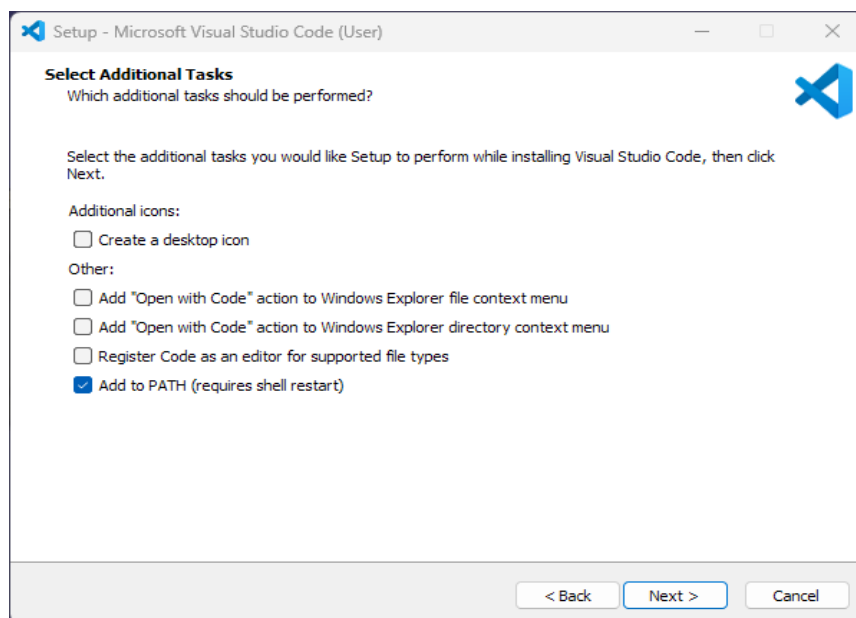 Setup - Microsoft Visual Studio Code (User)
Select Additional Tasks
Which additional tasks should be performed?
Select the additional tasks you would like Setup to perform while installing Visual Studio Code, then click
Next.
Additional icons:
Create a desktop icon
Other:
Add "Open with Code" action to Windows Explorer file context menu
Add "Open with Code" action to Windows Explorer directory context menu
Register Code as an editor for supported file types
Add to PATH (requires shell restart)
< Back Next > Cancel